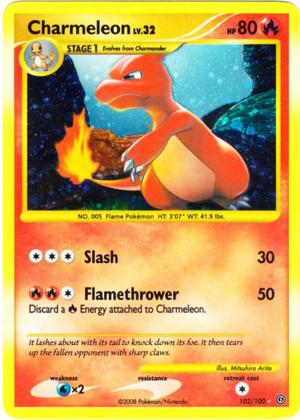 Charmeleon LV.32
HP 80
STAGE 1 Evolves from Charmander
NO. 005 Flame Pokémon HT: 3'07" WT: 41.9 lbs.
Slash 30
Flamethrower 50
Discard a Energy attached to Charmeleon.
It lashes about with its tail to knock down its foe. It then tears
up the fallen opponent with sharp claws.
Illus. Mitsuhiro Arita
weakness resistance retreat cost
×2
©2008 Pokémon/Nintendo
102/100